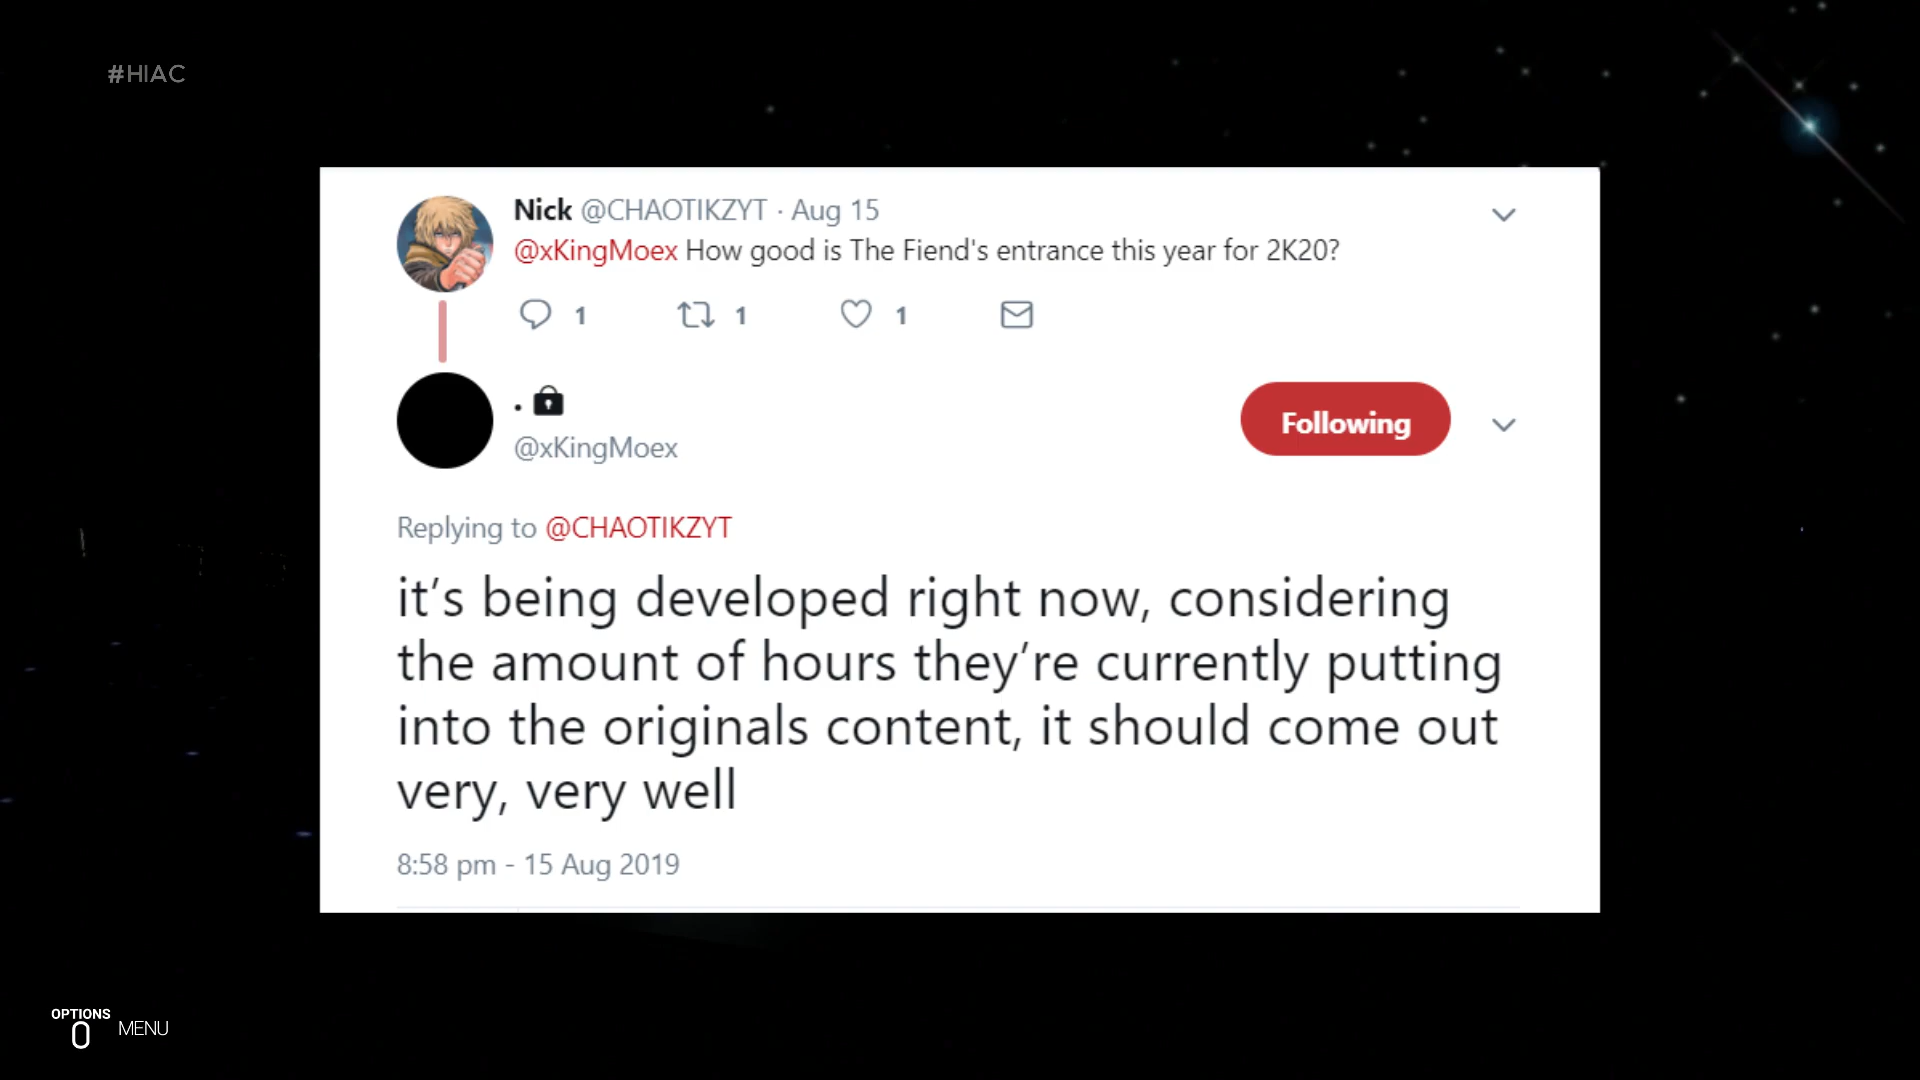 #HIAC
Nick @CHAOTIKZYT · Aug 15
@xKingMoex How good is The Fiend's entrance this year for 2K20?
1 1 1
.
@xKingMoex
Following
Replying to @CHAOTIKZYT
it’s being developed right now, considering
the amount of hours they’re currently putting
into the originals content, it should come out
very, very well
8:58 pm - 15 Aug 2019
OPTIONS
MENU